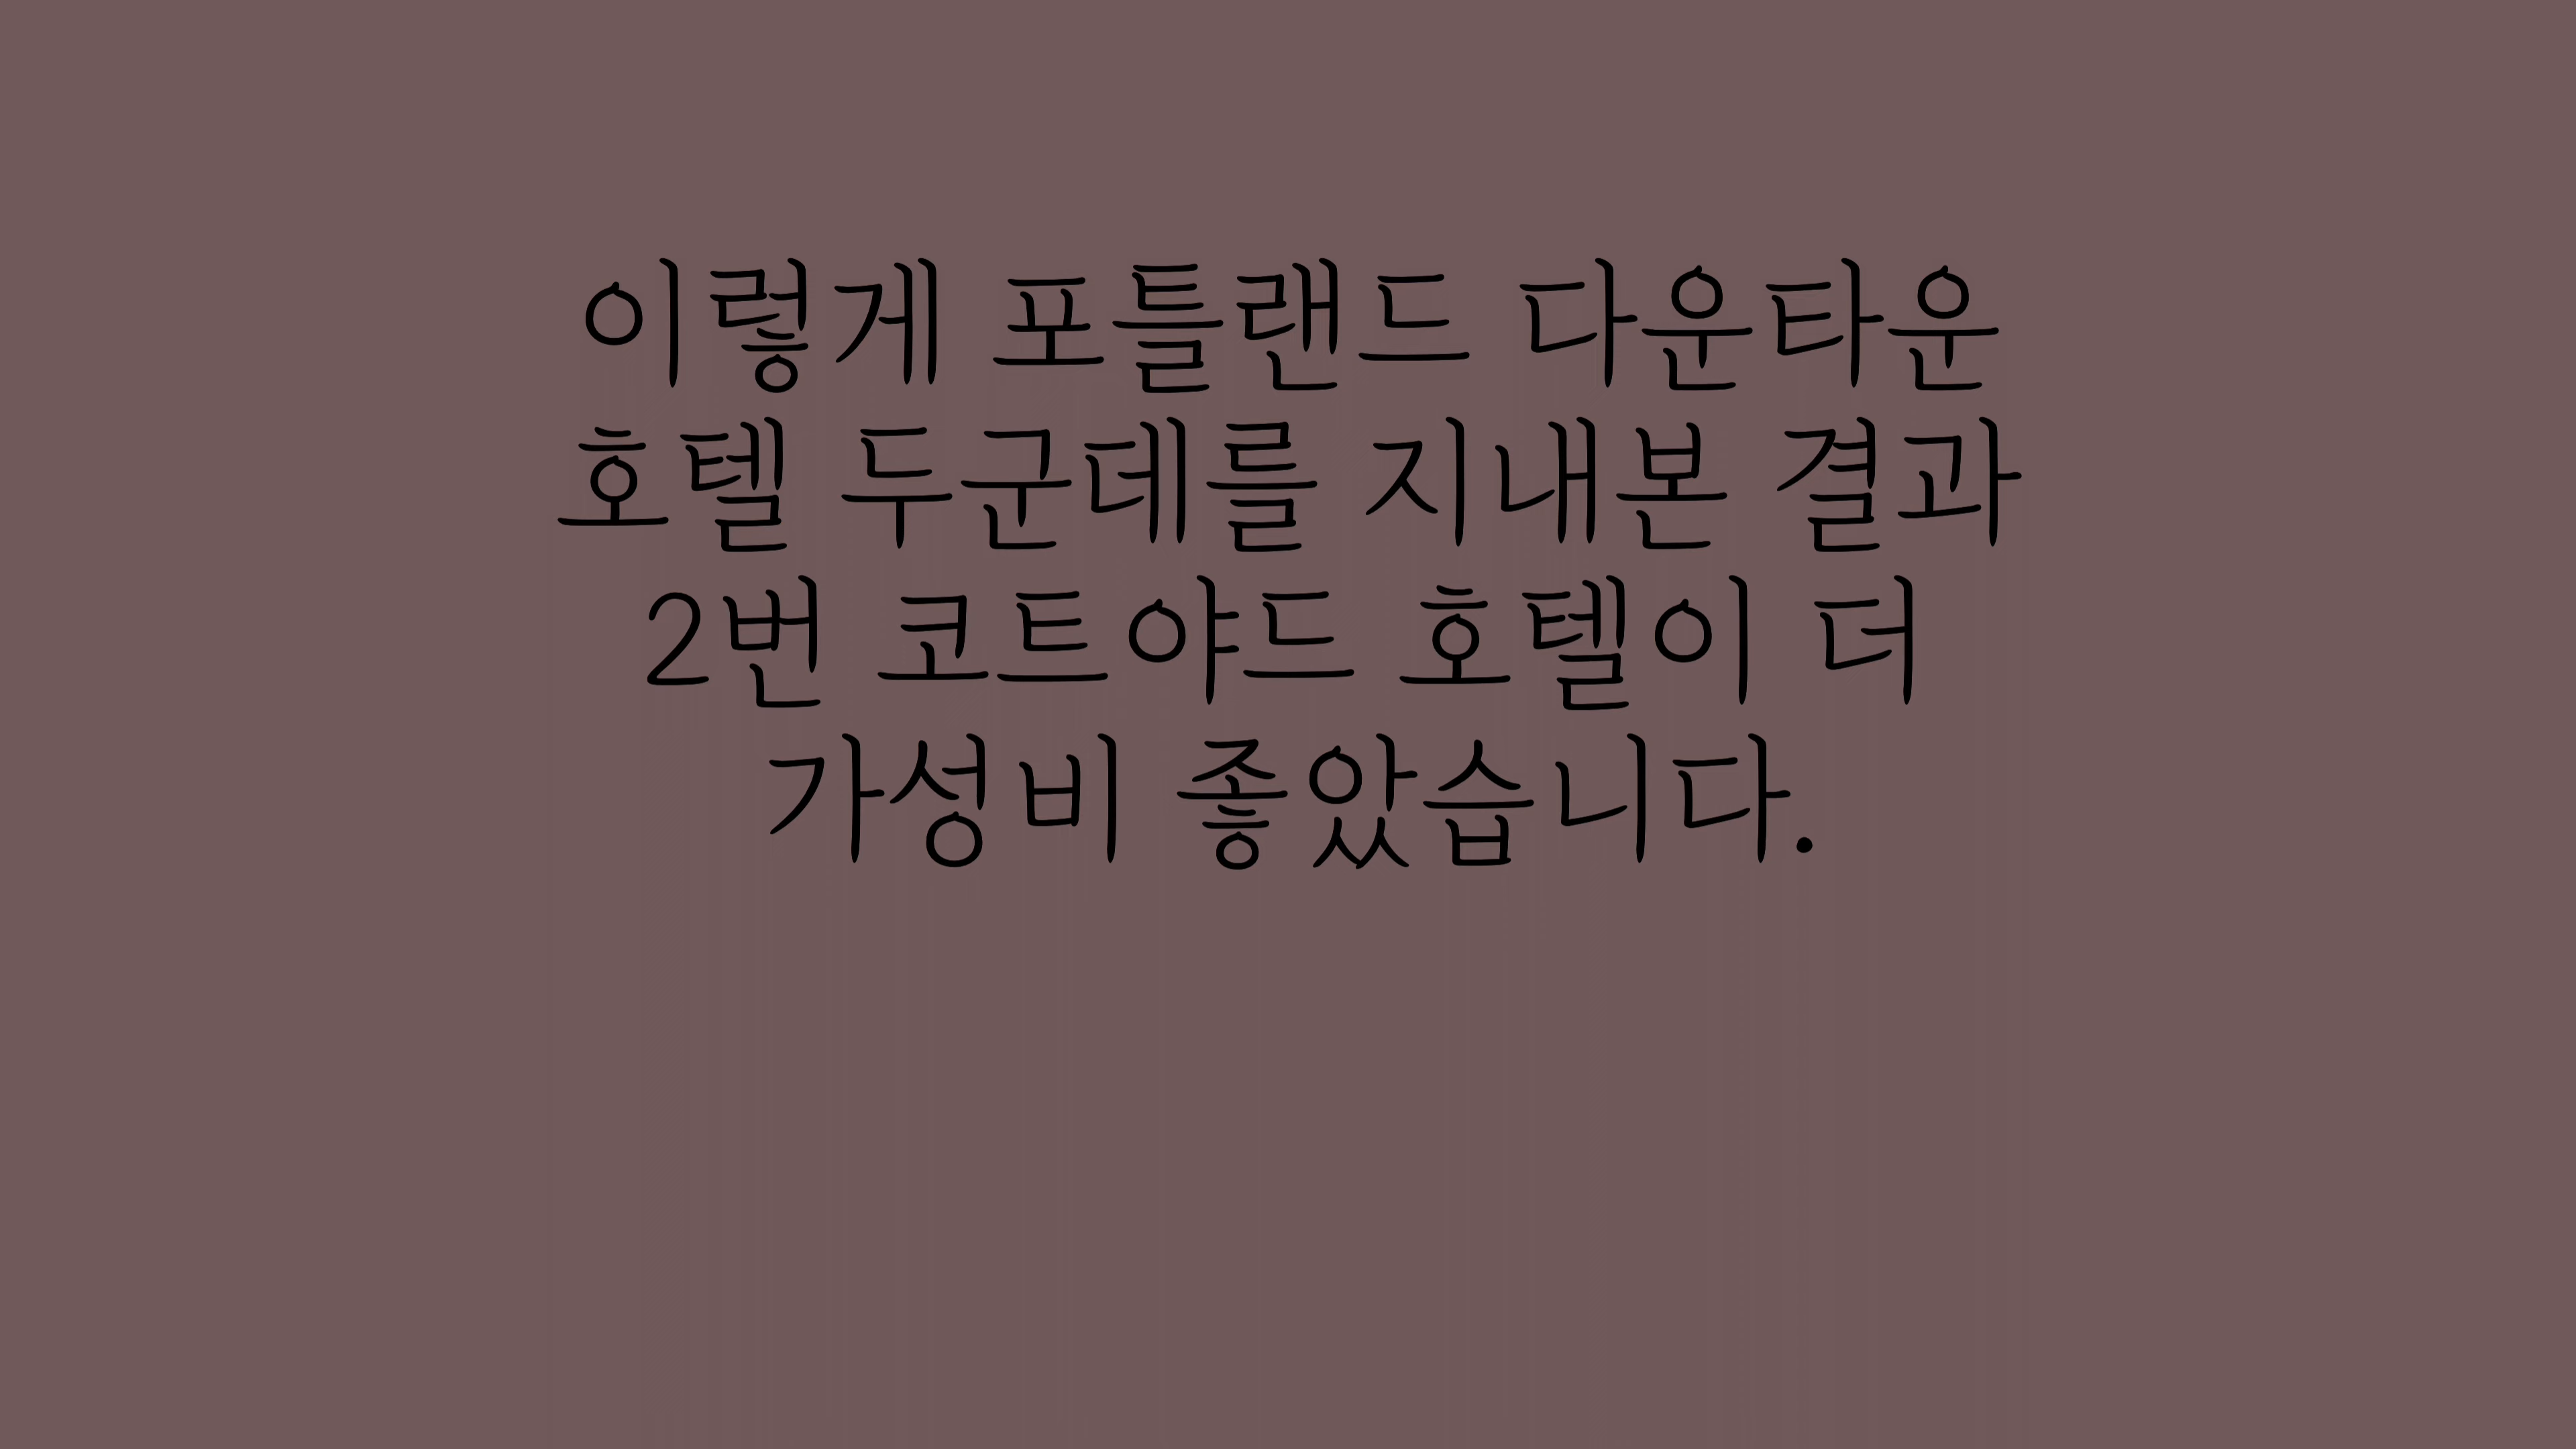 이렇게 포틀랜드 다운타운
호텔 두군데를 지내본 결과
2번 코트야드 호텔이 더
가성비 좋았습니다.